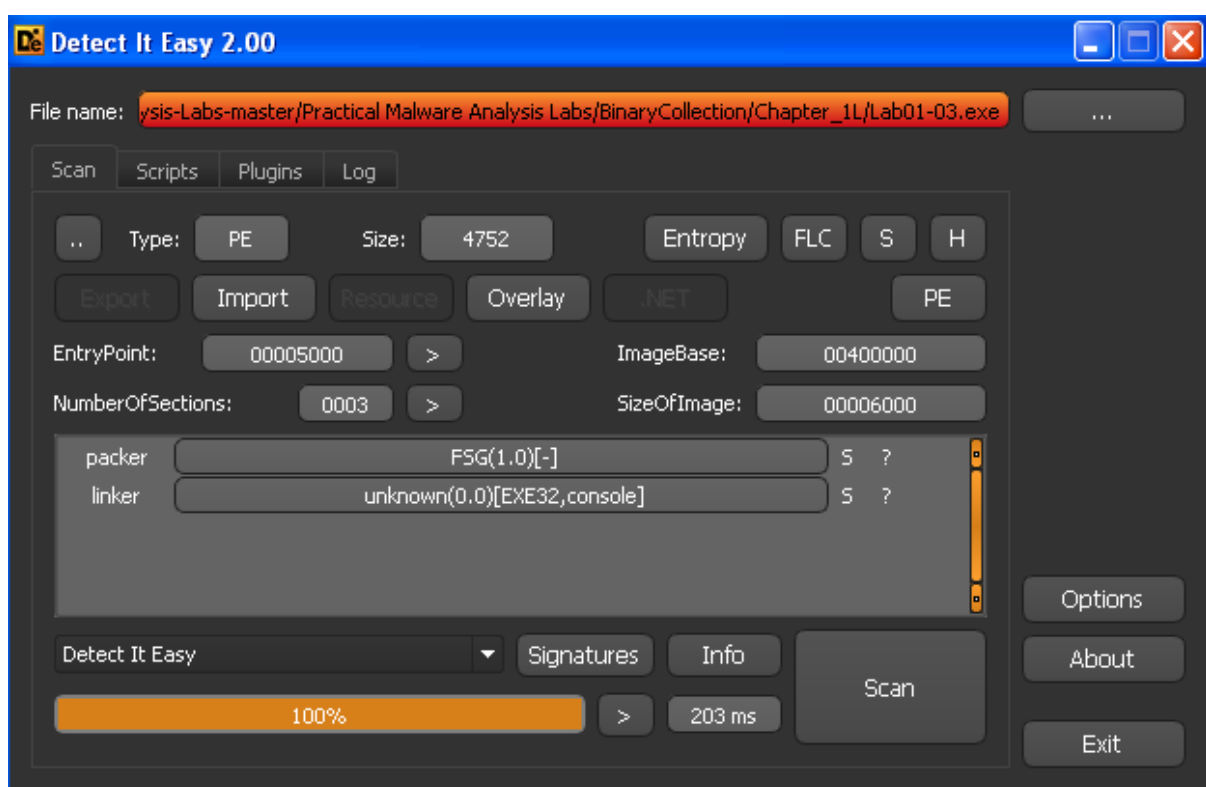 Detect It Easy 2.00
File name: ysis-Labs-master/Practical Malware Analysis Labs/BinaryCollection/Chapter_1L/Lab01-03.exe ...
Scan Scripts Plugins Log
.. Type: PE Size: 4752 Entropy FLC S H
Export Import Resource Overlay .NET PE
EntryPoint: 00005000 > ImageBase: 00400000
NumberOfSections: 0003 > SizeOfImage: 00006000
packer FSG(1.0)[-] S ?
linker unknown(0.0)[EXE32,console] S ?
Options
Detect It Easy Signatures Info About
Scan
100% > 203 ms
Exit